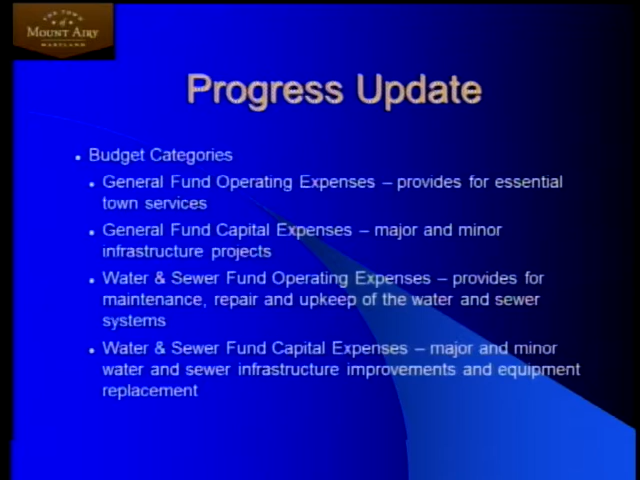 THE TOWN
of
MOUNT AIRY
MARYLAND
Progress Update
• Budget Categories
• General Fund Operating Expenses – provides for essential
town services
• General Fund Capital Expenses – major and minor
infrastructure projects
• Water & Sewer Fund Operating Expenses – provides for
maintenance, repair and upkeep of the water and sewer
systems
• Water & Sewer Fund Capital Expenses – major and minor
water and sewer infrastructure improvements and equipment
replacement